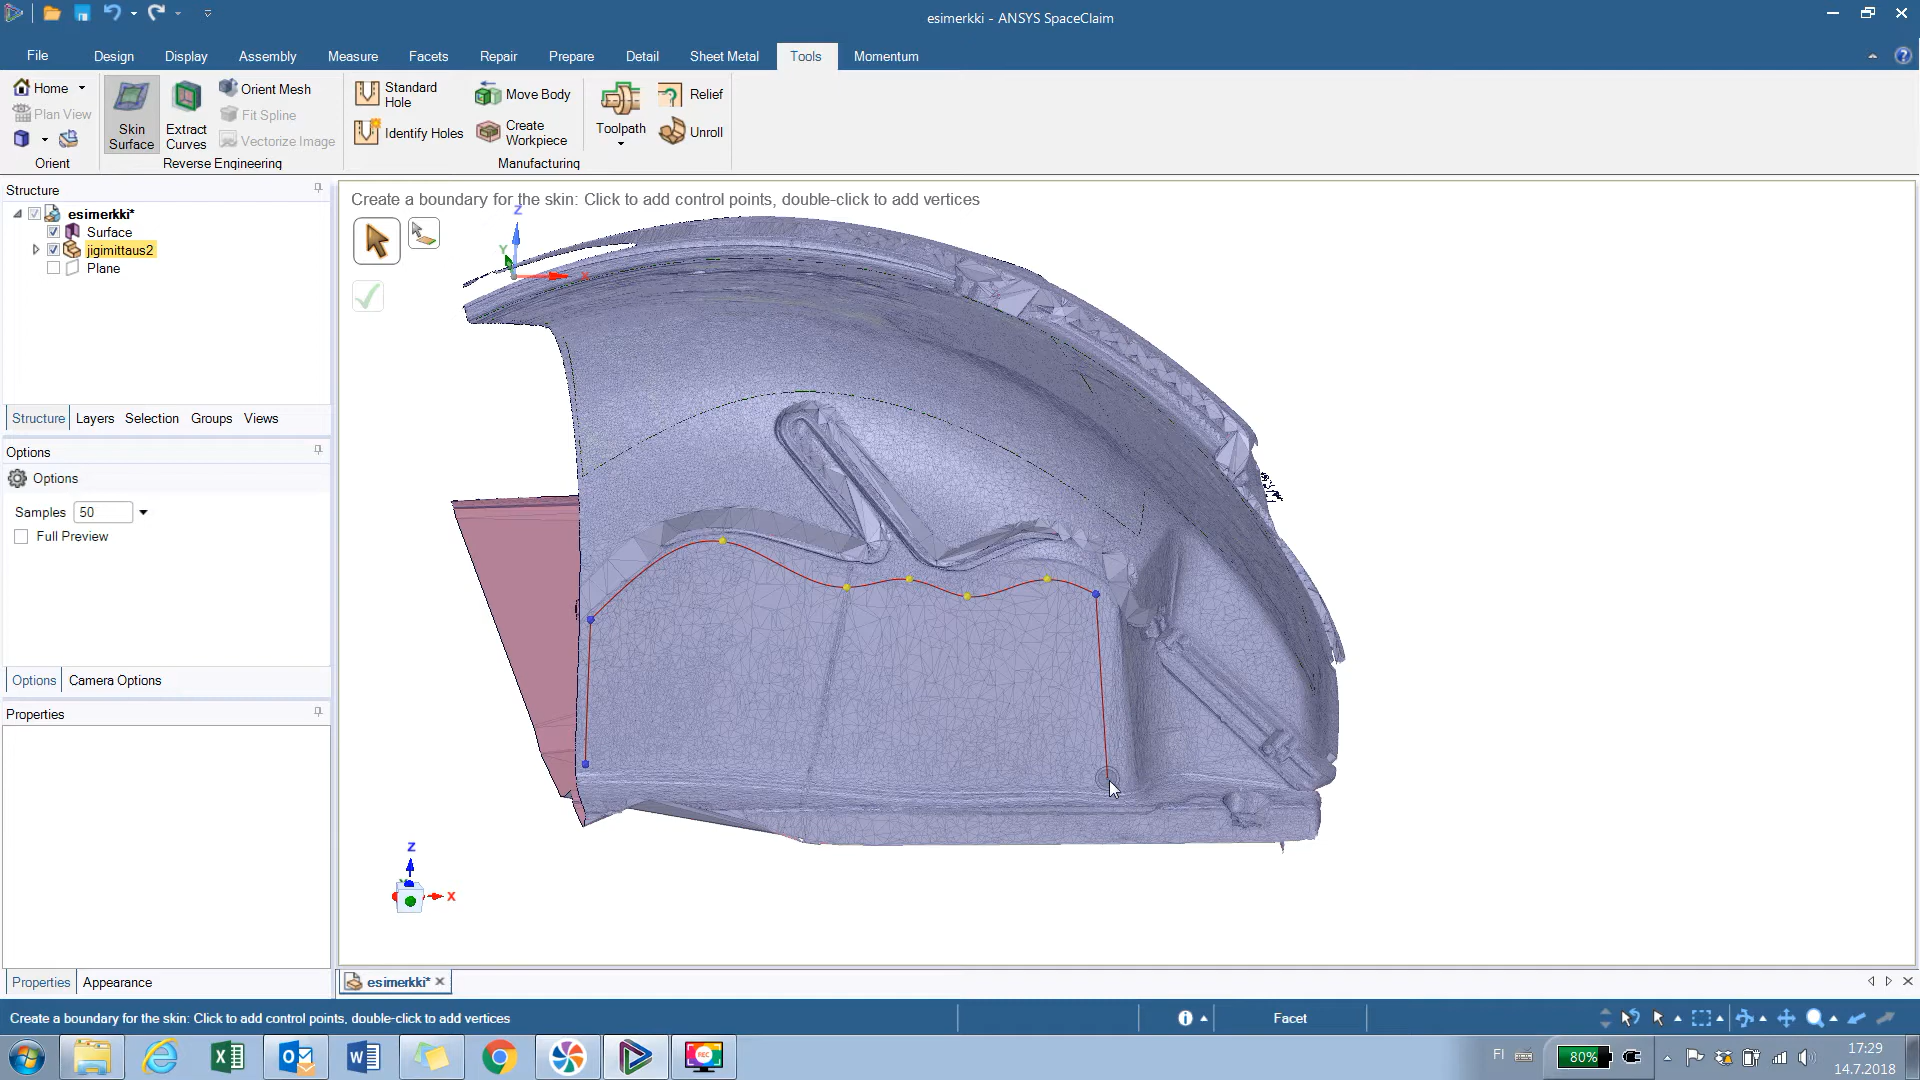 esimerkki - ANSYS SpaceClaim
File Design Display Assembly Measure Facets Repair Prepare Detail Sheet Metal Tools Momentum
Home
Plan View
Orient
Skin Surface
Extract Curves
Orient Mesh
Fit Spline
Vectorize Image
Reverse Engineering
Standard Hole
Identify Holes
Move Body
Create Workpiece
Toolpath
Relief
Unroll
Manufacturing
Structure
esimerkki*
Surface
jigimittaus2
Plane
Structure Layers Selection Groups Views
Options
Options
Samples 50
Full Preview
Options Camera Options
Properties
Properties Appearance
Create a boundary for the skin: Click to add control points, double-click to add vertices
Z
Y
X
Z
X
esimerkki*
Create a boundary for the skin: Click to add control points, double-click to add vertices
Facet
REC
FI
80%
17:29
14.7.2018